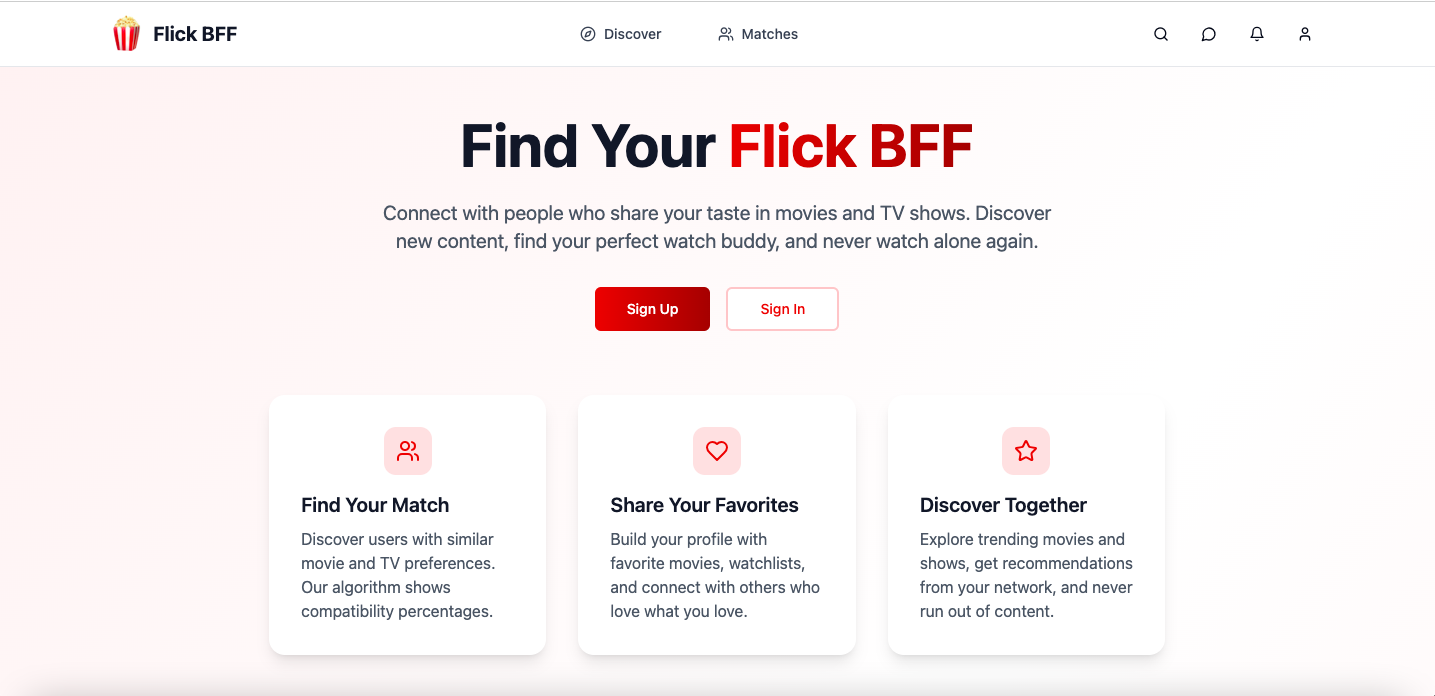 Flick BFF
Discover
Matches
Find Your Flick BFF
Connect with people who share your taste in movies and TV shows. Discover
new content, find your perfect watch buddy, and never watch alone again.
Sign Up
Sign In
Find Your Match
Discover users with similar
movie and TV preferences.
Our algorithm shows
compatibility percentages.
Share Your Favorites
Build your profile with
favorite movies, watchlists,
and connect with others who
love what you love.
Discover Together
Explore trending movies and
shows, get recommendations
from your network, and never
run out of content.